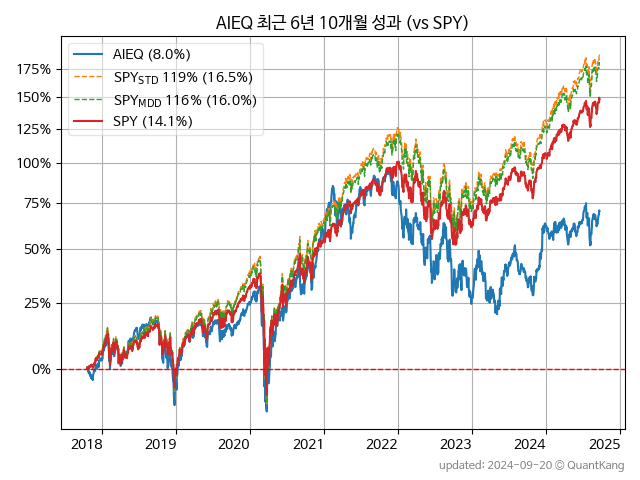 AIEQ 최근 6년 10개월 성과 (vs SPY)
AIEQ (8.0%)
SPY_STD 119% (16.5%)
SPY_MDD 116% (16.0%)
SPY (14.1%)
175%
150%
125%
100%
75%
50%
25%
0%
2018 2019 2020 2021 2022 2023 2024 2025
updated: 2024-09-20 © QuantKang